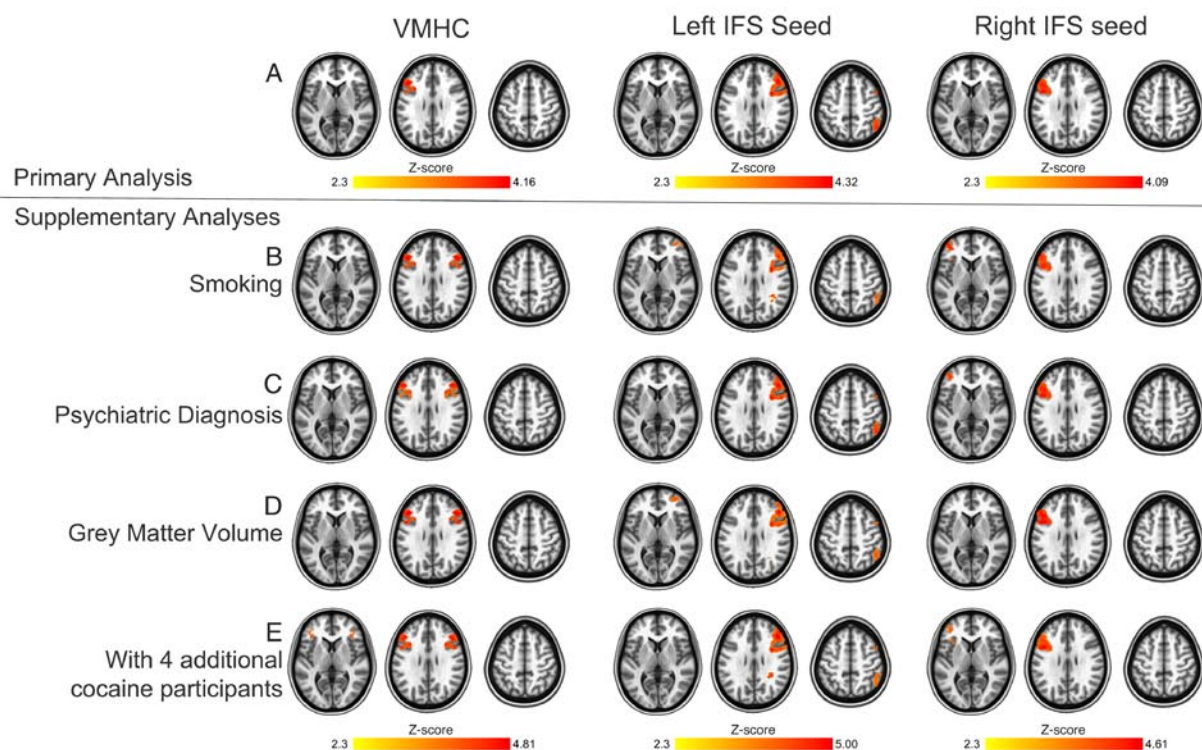 VMHC
Left IFS Seed
Right IFS seed
A
Z-score
2.3 4.16
Z-score
2.3 4.32
Z-score
2.3 4.09
Primary Analysis
Supplementary Analyses
B
Smoking
C
Psychiatric Diagnosis
D
Grey Matter Volume
E
With 4 additional
cocaine participants
Z-score
2.3 4.81
Z-score
2.3 5.00
Z-score
2.3 4.61